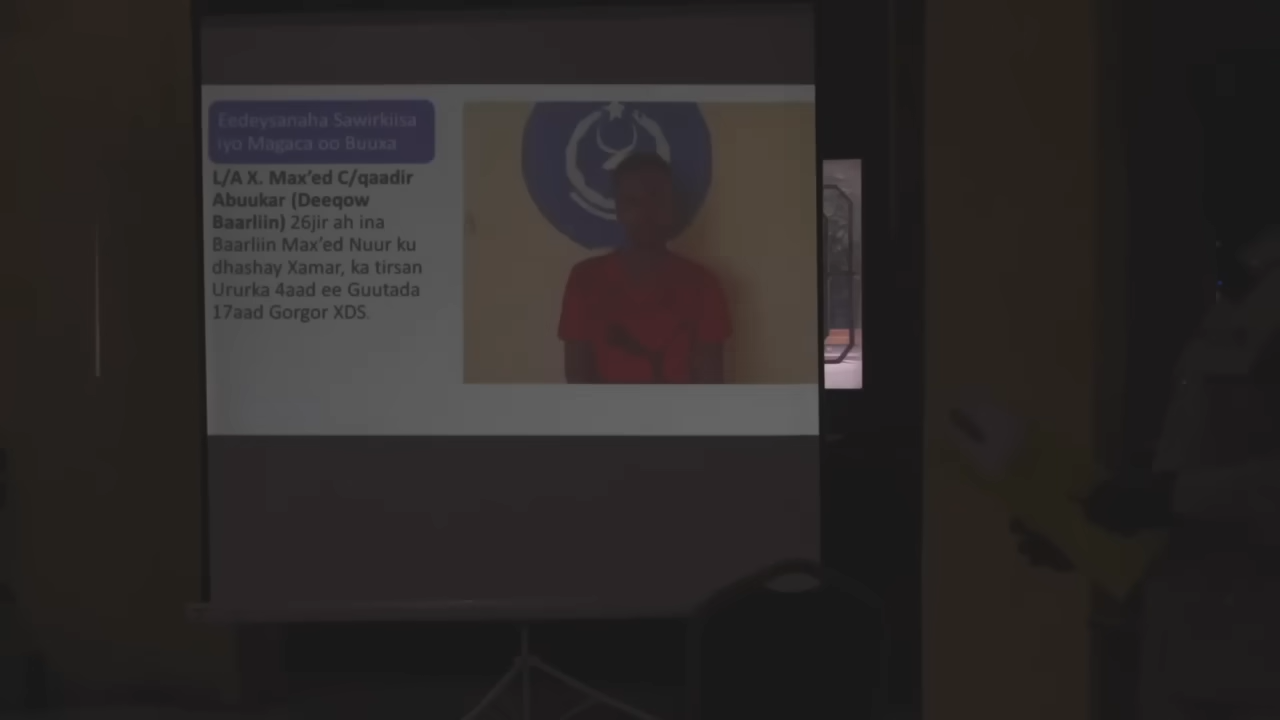 Eedeysanaha Sawirkiisa
iyo Magaca oo Buuxa
L/A X. Max'ed C/qaadir
Abuukar (Deeqow
Baarliin) 26jir ah ina
Baarliin Max'ed Nuur ku
dhashay Xamar, ka tirsan
Ururka 4aad ee Guutada
17aad Gorgor XDS.